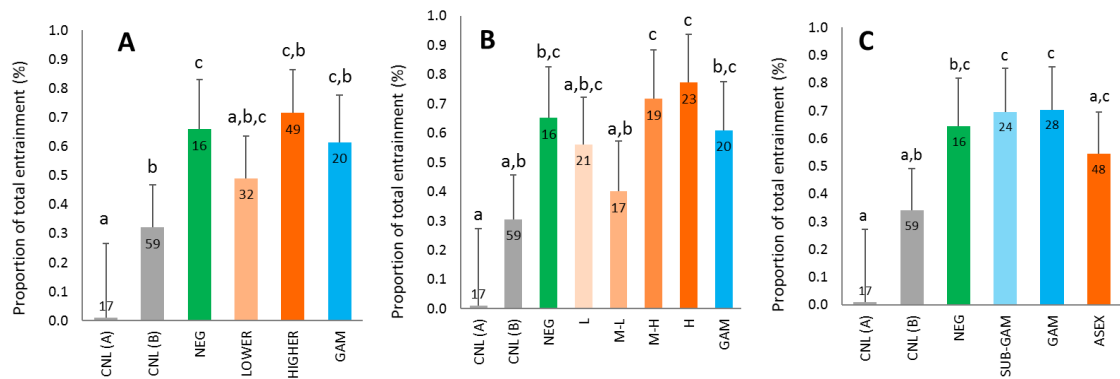 A
Proportion of total entrainment (%)
1.0
0.9
0.8
0.7
0.6
0.5
0.4
0.3
0.2
0.1
0.0
a
b
c
a,b,c
c,b
c,b
17
59
16
32
49
20
CNL (A)
CNL (B)
NEG
LOWER
HIGHER
GAM
B
Proportion of total entrainment (%)
1.0
0.9
0.8
0.7
0.6
0.5
0.4
0.3
0.2
0.1
0.0
a
a,b
b,c
a,b,c
a,b
c
c
b,c
17
59
16
21
17
19
23
20
CNL (A)
CNL (B)
NEG
L
M-L
M-H
H
GAM
C
Proportion of total entrainment (%)
1.0
0.9
0.8
0.7
0.6
0.5
0.4
0.3
0.2
0.1
0.0
a
a,b
b,c
c
c
a,c
17
59
16
24
28
48
CNL (A)
CNL (B)
NEG
SUB-GAM
GAM
ASEX